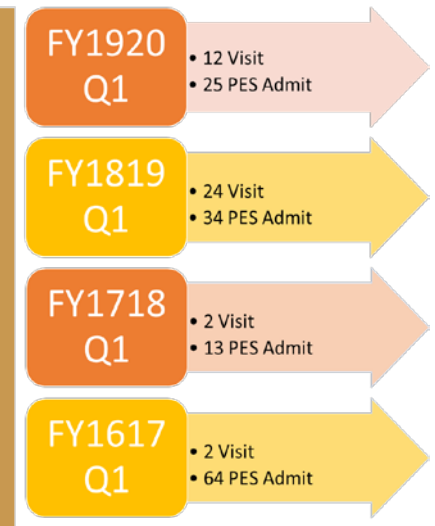 FY1920
Q1
• 12 Visit
• 25 PES Admit
FY1819
Q1
• 24 Visit
• 34 PES Admit
FY1718
Q1
• 2 Visit
• 13 PES Admit
FY1617
Q1
• 2 Visit
• 64 PES Admit